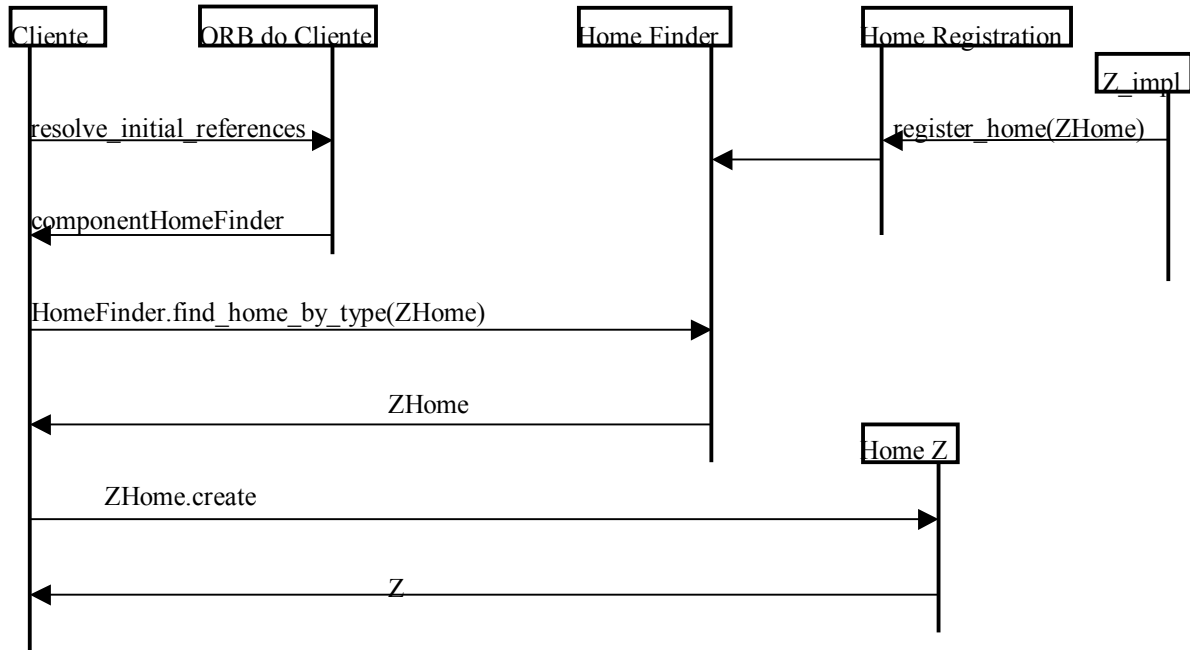 Cliente
ORB do Cliente
Home Finder
Home Registration
Z_impl
resolve_initial_references
register_home(ZHome)
componentHomeFinder
HomeFinder.find_home_by_type(ZHome)
ZHome
Home Z
ZHome.create
Z